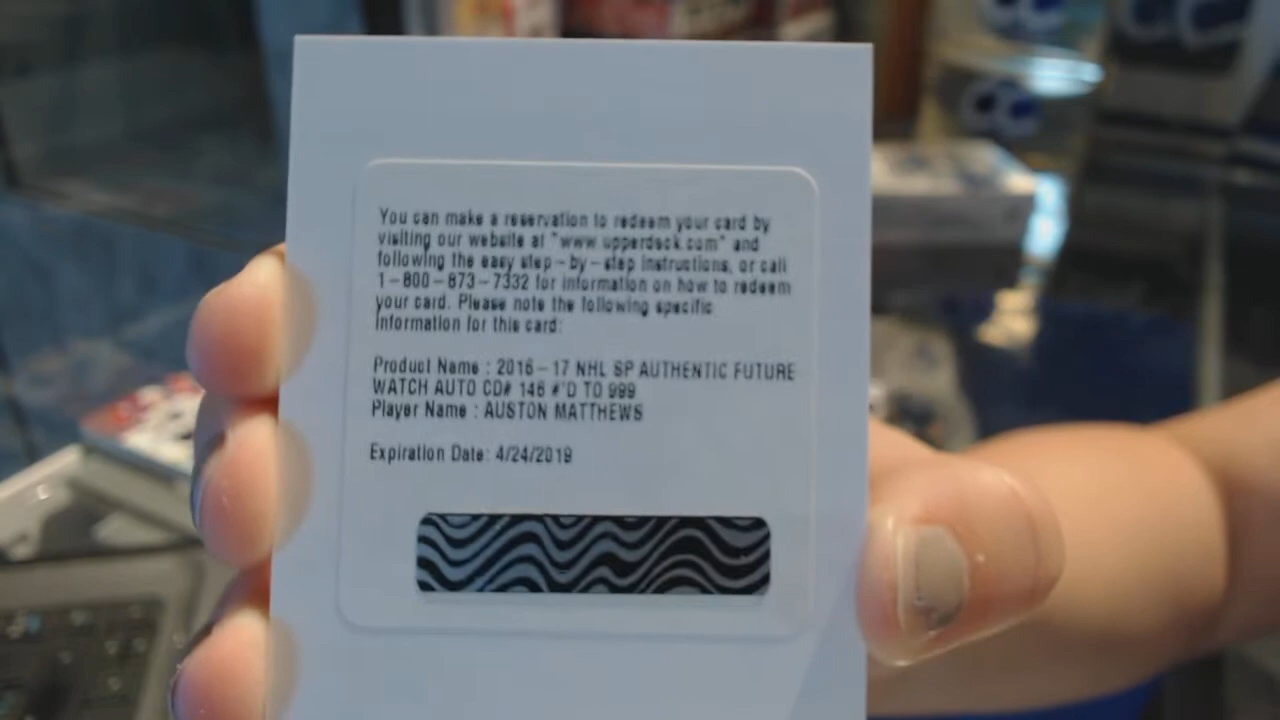 You can make a reservation to redeem your card by
visiting our website at "www.upperdeck.com" and
following the easy step-by-step instructions, or call
1-800-873-7332 for information on how to redeem
your card. Please note the following specific
information for this card:
Product Name : 2016-17 NHL SP AUTHENTIC FUTURE
WATCH AUTO CD# 146 #'D TO 999
Player Name : AUSTON MATTHEWS
Expiration Date: 4/24/2019